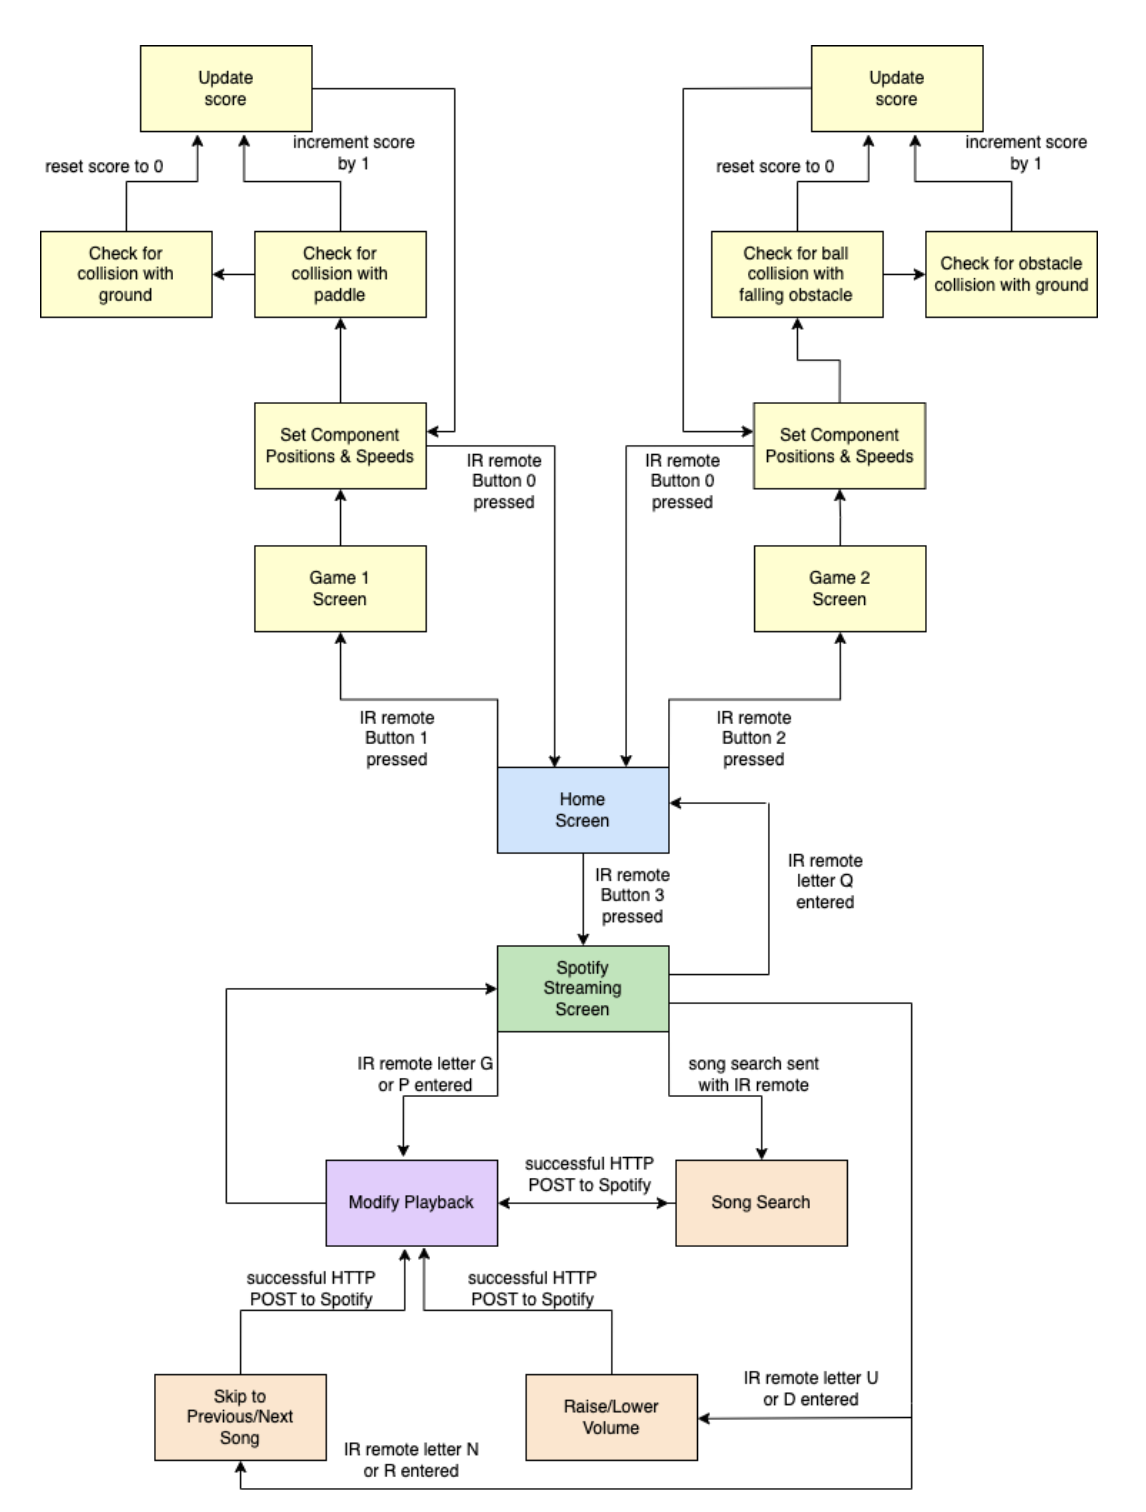 Update
score
Update
score
increment score
by 1
reset score to 0
increment score
by 1
reset score to 0
Check for
collision with
ground
Check for
collision with
paddle
Check for ball
collision with
falling obstacle
Check for obstacle
collision with ground
Set Component
Positions & Speeds
IR remote
Button 0
pressed
IR remote
Button 0
pressed
Set Component
Positions & Speeds
Game 1
Screen
Game 2
Screen
IR remote
Button 1
pressed
IR remote
Button 2
pressed
Home
Screen
IR remote
Button 3
pressed
IR remote
letter Q
entered
Spotify
Streaming
Screen
IR remote letter G
or P entered
song search sent
with IR remote
Modify Playback
successful HTTP
POST to Spotify
Song Search
successful HTTP
POST to Spotify
successful HTTP
POST to Spotify
Skip to
Previous/Next
Song
Raise/Lower
Volume
IR remote letter U
or D entered
IR remote letter N
or R entered